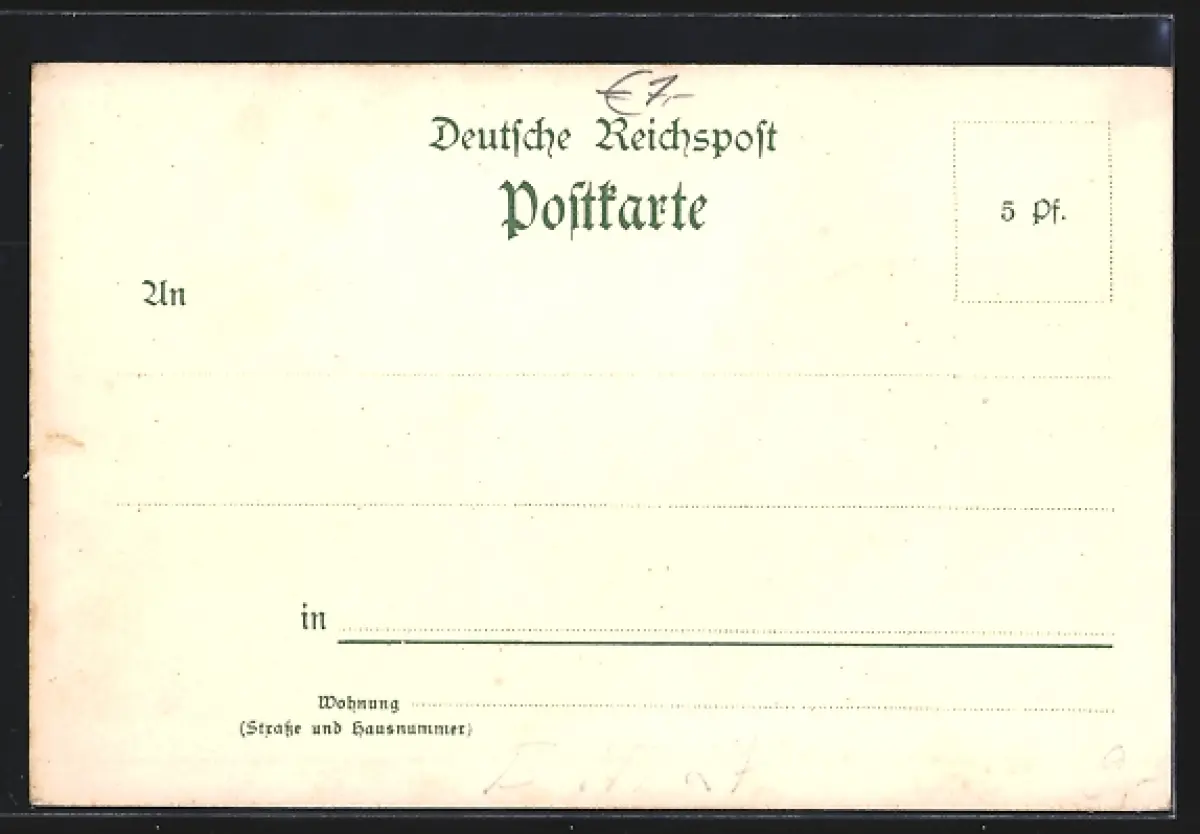 €7,-
Deutſche Reichspoſt
Poſtkarte
5 Pf.
An
in
Wohnung
(Straße und Hausnummer)